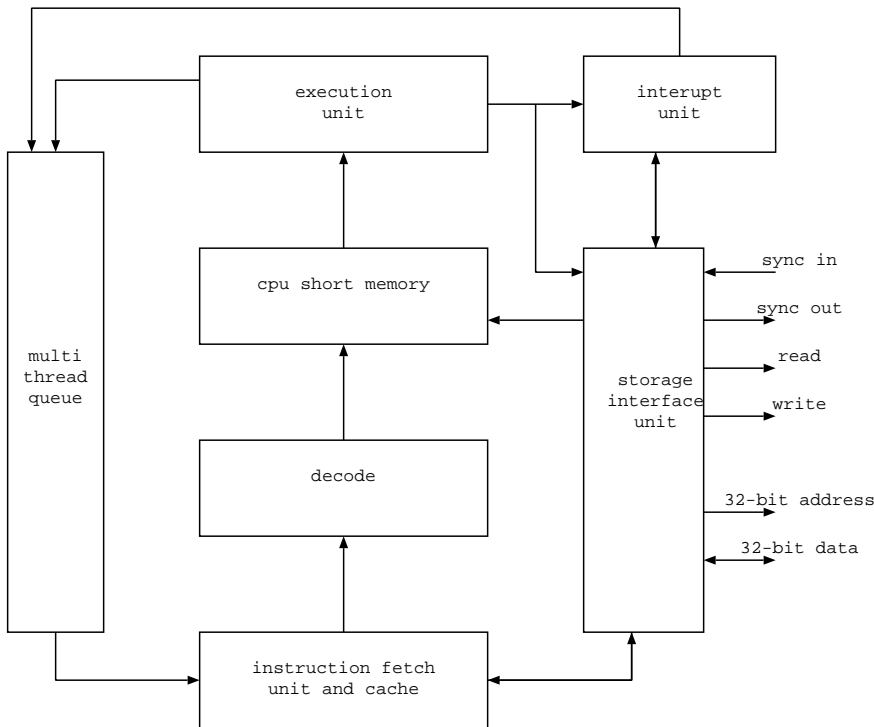 execution
unit
interupt
unit
sync in
cpu short memory
sync out
multi
thread
queue
read
storage
interface
unit
write
decode
32-bit address
32-bit data
instruction fetch
unit and cache